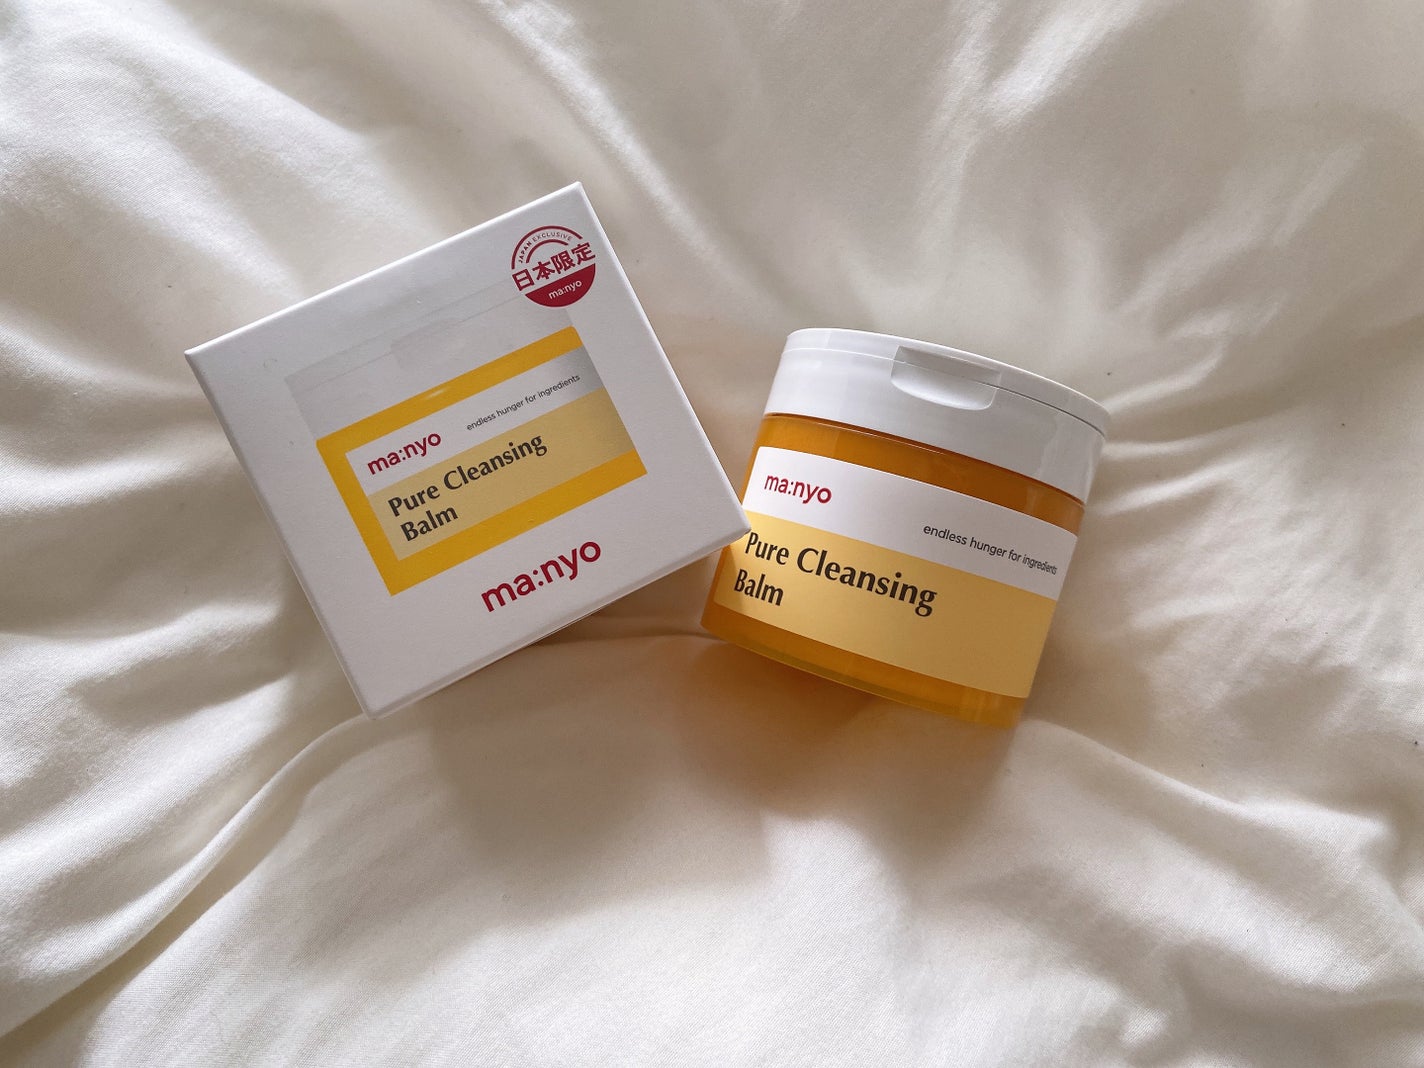 JAPAN EXCLUSIVE
日本限定
ma:nyo
ma:nyo
endless hunger for ingredients
Pure Cleansing
Balm
ma:nyo
ma:nyo
endless hunger for ingredients
Pure Cleansing
Balm